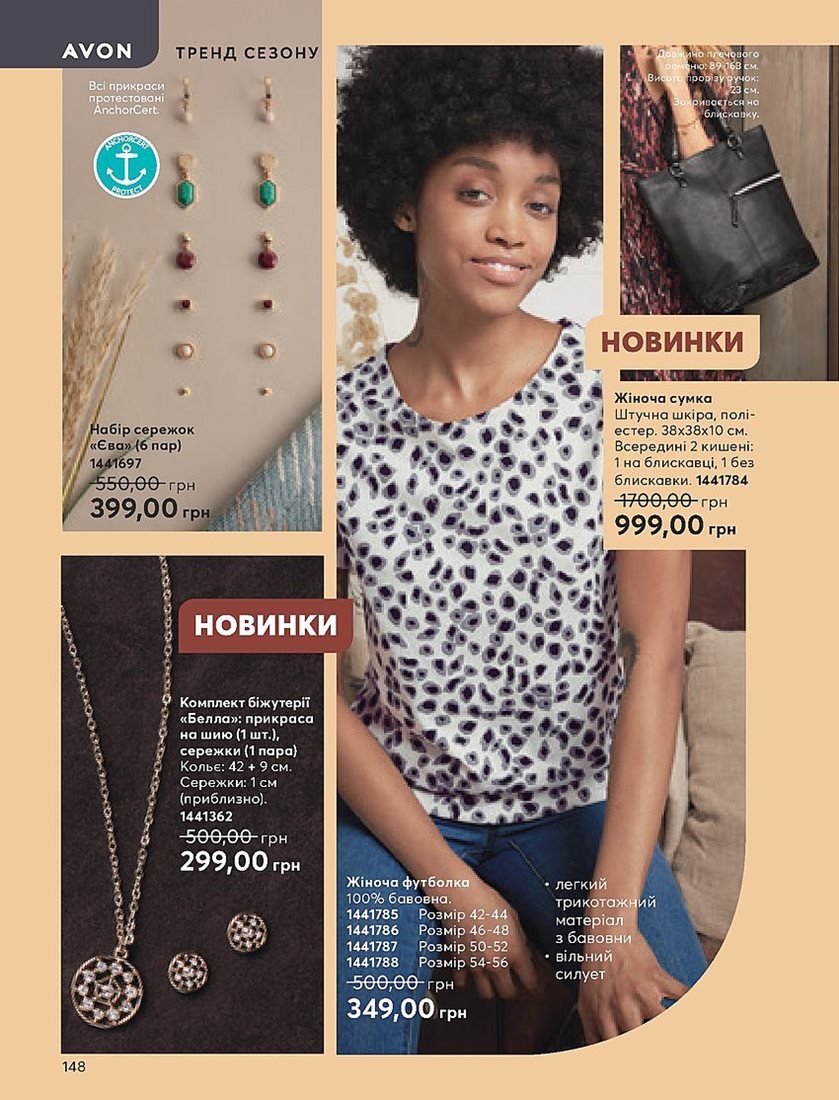 AVON
ТРЕНД СЕЗОНУ
Всі прикраси
протестовані
AnchorCert.
ANCHORCERT
PROTECT
Набір сережок
«Єва» (6 пар)
1441697
550,00 грн
399,00 грн
Довжина плечового
ременю: 89-163 см.
Висота прорізу ручок:
23 см.
Закривається на
блискавку.
НОВИНКИ
Жіноча сумка
Штучна шкіра, полі-
естер. 38х38х10 см.
Всередині 2 кишені:
1 на блискавці, 1 без
блискавки. 1441784
1700,00 грн
999,00 грн
НОВИНКИ
Комплект біжутерії
«Белла»: прикраса
на шию (1 шт.),
сережки (1 пара)
Кольє: 42 + 9 см.
Сережки: 1 см
(приблизно).
1441362
500,00 грн
299,00 грн
Жіноча футболка
100% бавовна.
1441785 Розмір 42-44
1441786 Розмір 46-48
1441787 Розмір 50-52
1441788 Розмір 54-56
500,00 грн
349,00 грн
• легкий
трикотажний
матеріал
з бавовни
• вільний
силует
148